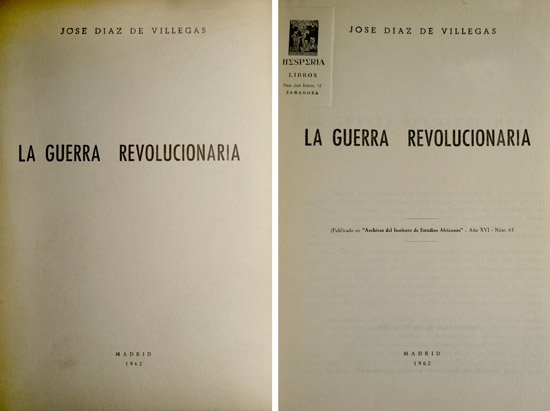 JOSE DIAZ DE VILLEGAS
LA GUERRA REVOLUCIONARIA
MADRID
1962
HESPERIA
LIBROS
ZARAGOZA
JOSE DIAZ DE VILLEGAS
LA GUERRA REVOLUCIONARIA
(Publicado en "Archivos del Instituto de Estudios Africanos" - Año XVI - Núm. 64
MADRID
1962